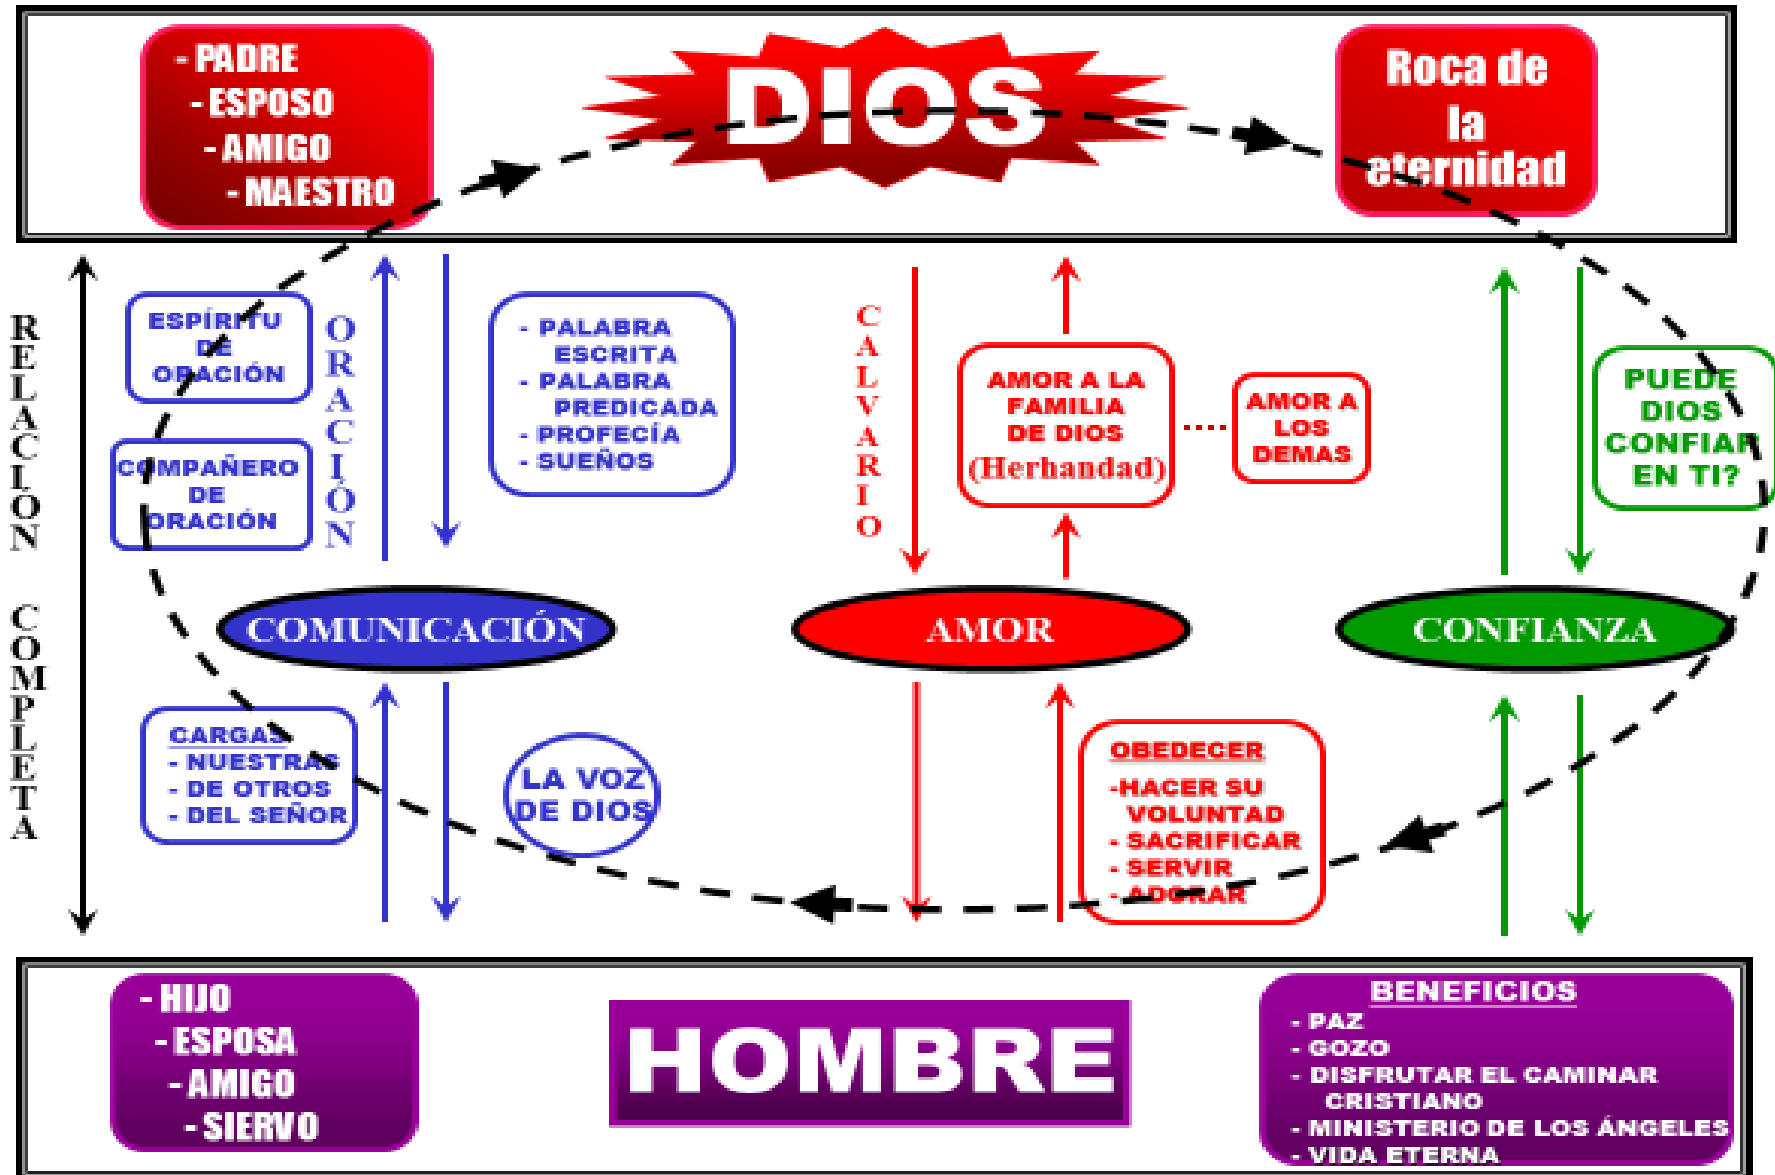 - PADRE
- ESPOSO
- AMIGO
- MAESTRO
DIOS
Roca de
la
eternidad
RELACIÓN COMPLETA
ESPÍRITU
DE
ORACIÓN
COMPAÑERO
DE
ORACIÓN
ORACIÓN
- PALABRA
ESCRITA
- PALABRA
PREDICADA
- PROFECÍA
- SUEÑOS
CALVARIO
AMOR A LA
FAMILIA
DE DIOS
(Herhandad)
AMOR A
LOS
DEMAS
PUEDE
DIOS
CONFIAR
EN TI?
COMUNICACIÓN
AMOR
CONFIANZA
CARGAS
- NUESTRAS
- DE OTROS
- DEL SEÑOR
LA VOZ
DE DIOS
OBEDECER
-HACER SU
VOLUNTAD
- SACRIFICAR
- SERVIR
- ADORAR
- HIJO
- ESPOSA
- AMIGO
- SIERVO
HOMBRE
BENEFICIOS
- PAZ
- GOZO
- DISFRUTAR EL CAMINAR
CRISTIANO
- MINISTERIO DE LOS ÁNGELES
- VIDA ETERNA